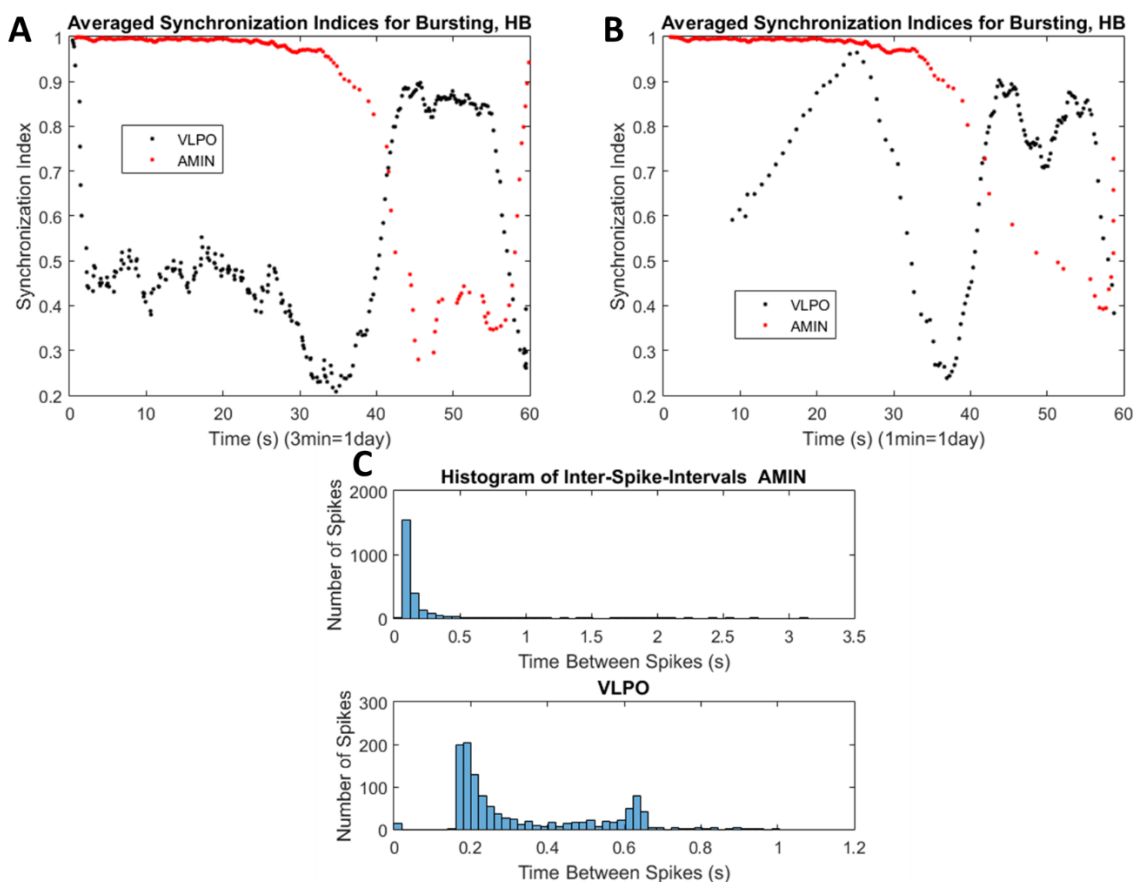 A
Averaged Synchronization Indices for Bursting, HB
Synchronization Index
1
0.9
0.8
0.7
0.6
0.5
0.4
0.3
0.2
VLPO
AMIN
0 10 20 30 40 50 60
Time (s) (3min=1day)
B
Averaged Synchronization Indices for Bursting, HB
Synchronization Index
1
0.9
0.8
0.7
0.6
0.5
0.4
0.3
0.2
VLPO
AMIN
10 20 30 40 50 60
Time (s) (1min=1day)
C
Histogram of Inter-Spike-Intervals AMIN
Number of Spikes
2000
1000
0
0 0.5 1 1.5 2 2.5 3 3.5
Time Between Spikes (s)
VLPO
Number of Spikes
300
200
100
0
0 0.2 0.4 0.6 0.8 1 1.2
Time Between Spikes (s)